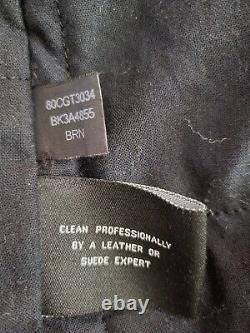 80CGT3034
BK3A4855
BRN
CLEAN PROFESSIONALLY
BY A LEATHER OR
SUEDE EXPERT